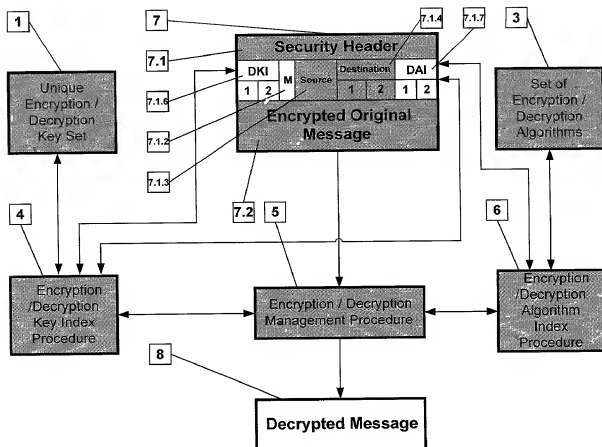 1
7
3
7.1.4
7.1.7
7.1
Security Header
DKI
M
Source
Destination
DAI
1 2
1 2
1 2
7.1.6
7.1.2
7.1.3
Encrypted Original
Message
Unique
Encryption /
Decryption
Key Set
Set of
Encryption /
Decryption
Algorithms
7.2
4
5
6
Encryption
/Decryption
Key Index
Procedure
Encryption / Decryption
Management Procedure
Encryption
/Decryption
Algorithm
Index
Procedure
8
Decrypted Message